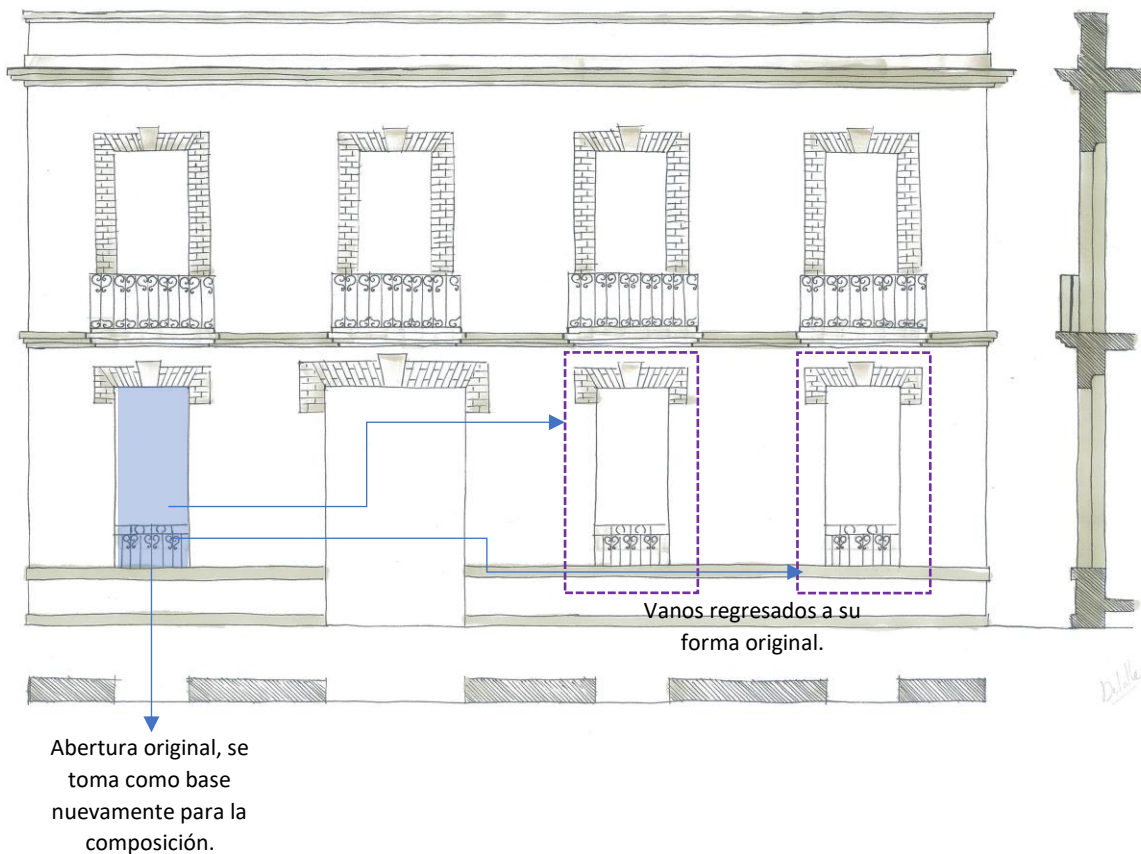 Vanos regresados a su
forma original.
Abertura original, se
toma como base
nuevamente para la
composición.